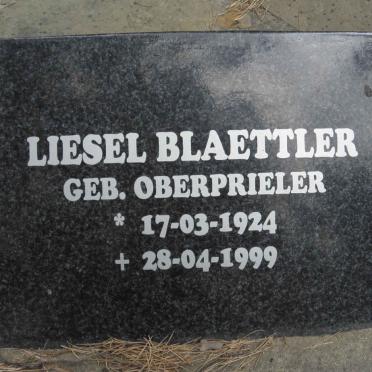 LIESEL BLAETTLER
GEB. OBERPRIELER
* 17-03-1924
+ 28-04-1999